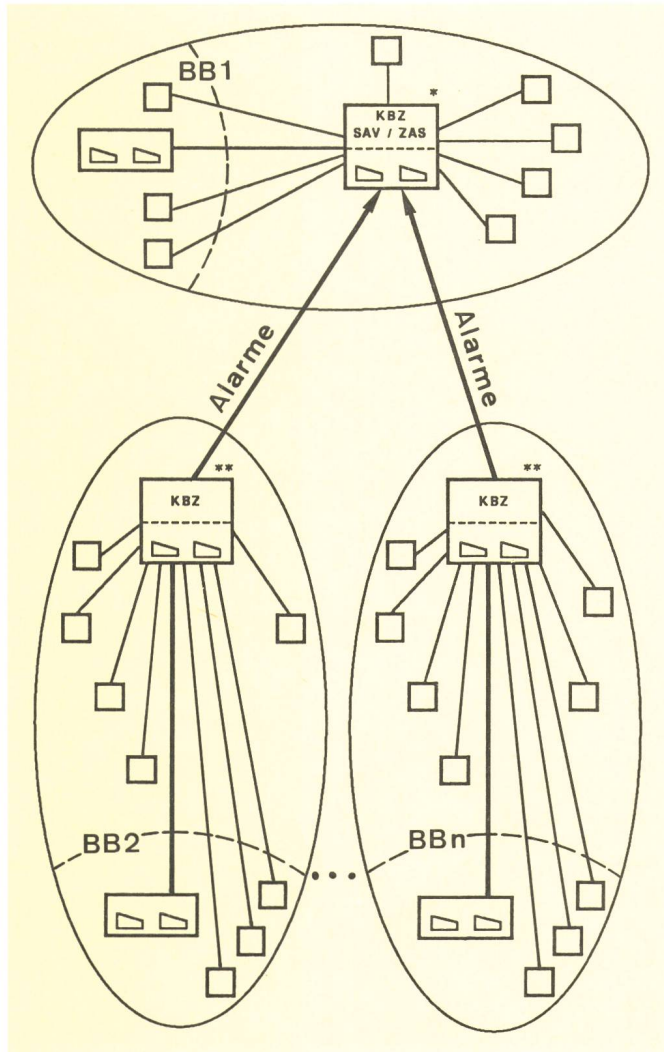 BB1
*
KBZ
SAV / ZAS
Alarme
Alarme
**
KBZ
**
KBZ
BB2
...
BBn